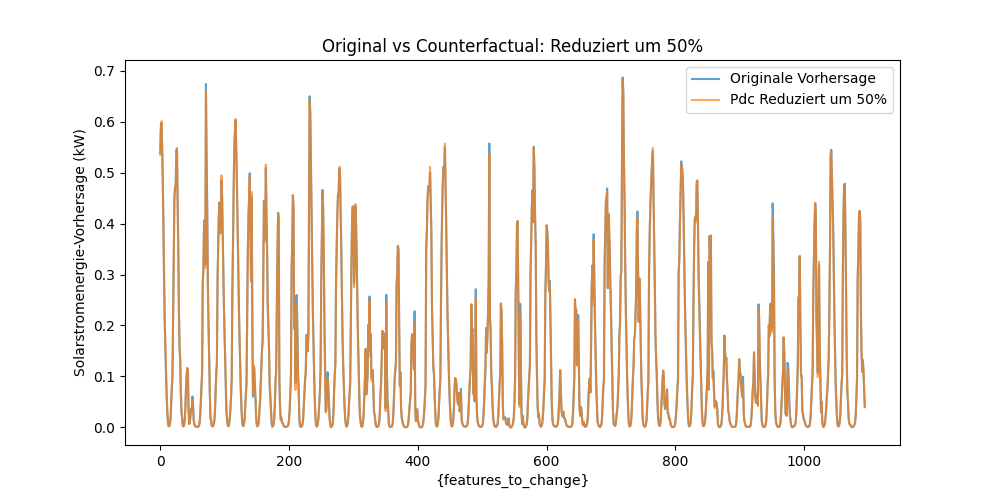 Original vs Counterfactual: Reduziert um 50%
Originale Vorhersage
Pdc Reduziert um 50%
Solarstromenergie-Vorhersage (kW)
0.7
0.6
0.5
0.4
0.3
0.2
0.1
0.0
0 200 400 600 800 1000
{features_to_change}